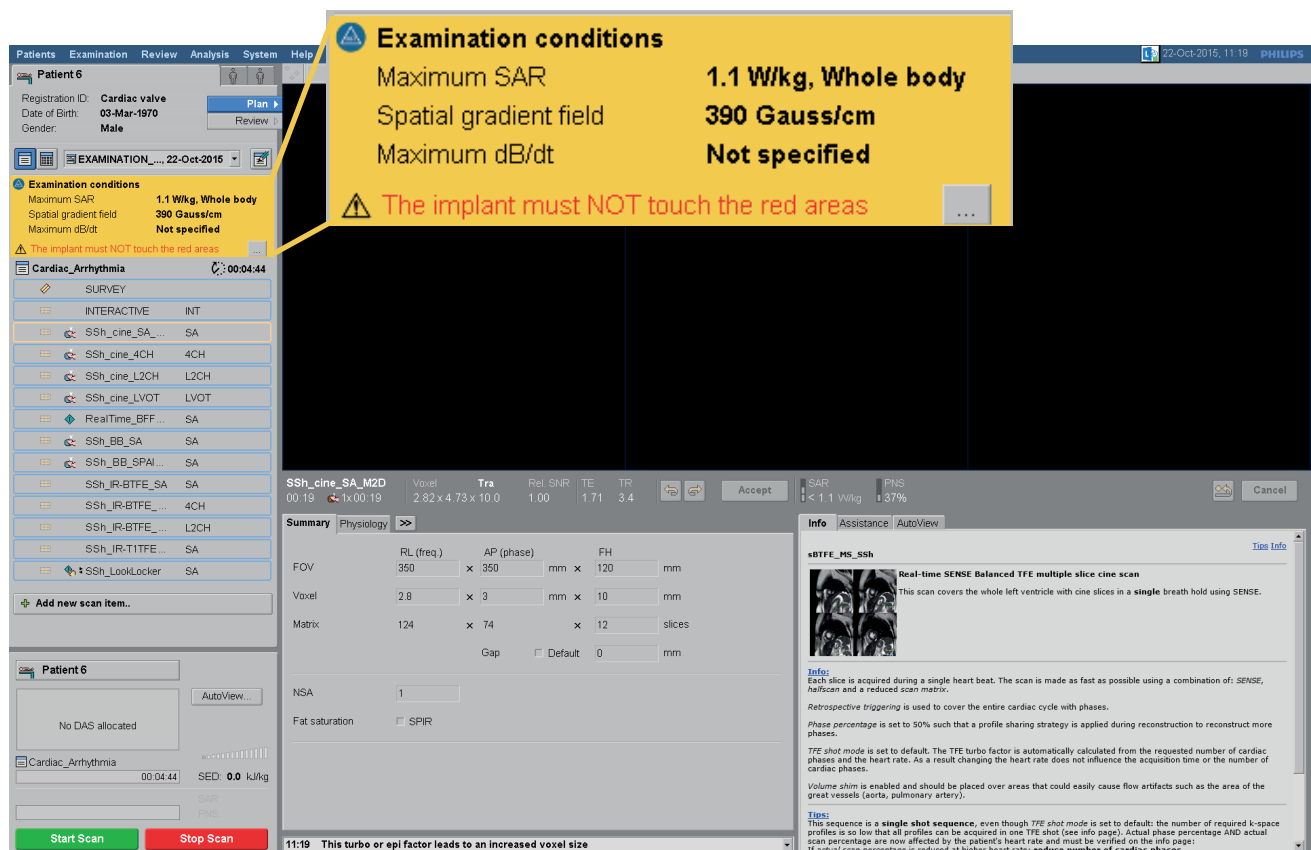 Examination conditions
Maximum SAR 1.1 W/kg, Whole body
Spatial gradient field 390 Gauss/cm
Maximum dB/dt Not specified
The implant must NOT touch the red areas ...
Patients Examination Review Analysis System Help
22-Oct-2015, 11:19 PHILIPS
Patient 6
Registration ID: Cardiac valve
Date of Birth: 03-Mar-1970
Gender: Male
Plan
Review
EXAMINATION_..., 22-Oct-2015
Examination conditions
Maximum SAR 1.1 W/kg, Whole body
Spatial gradient field 390 Gauss/cm
Maximum dB/dt Not specified
The implant must NOT touch the red areas ...
Cardiac_Arrhythmia 00:04:44
SURVEY
INTERACTIVE INT
SSh_cine_SA_... SA
SSh_cine_4CH 4CH
SSh_cine_L2CH L2CH
SSh_cine_LVOT LVOT
RealTime_BFF... SA
SSh_BB_SA SA
SSh_BB_SPAI... SA
SSh_IR-BTFE_SA SA
SSh_IR-BTFE_... 4CH
SSh_IR-BTFE_... L2CH
SSh_IR-T1TFE... SA
SSh_LookLocker SA
Add new scan item..
Patient 6
AutoView...
No DAS allocated
Cardiac_Arrhythmia
00:04:44 SED: 0.0 kJ/kg
SAR
PNS
Start Scan Stop Scan
SSh_cine_SA_M2D Voxel Tra Rel. SNR TE TR
00:19 1x00:19 2.82 x 4.73 x 10.0 1.00 1.71 3.4
Accept
SAR PNS
< 1.1 W/kg 37%
Cancel
Summary Physiology >>
RL (freq.) AP (phase) FH
FOV 350 x 350 mm x 120 mm
Voxel 2.8 x 3 mm x 10 mm
Matrix 124 x 74 x 12 slices
Gap Default 0 mm
NSA 1
Fat saturation SPIR
11:19 This turbo or epi factor leads to an increased voxel size
Info Assistance AutoView
Tips Info
sBTFE_MS_SSh
Real-time SENSE Balanced TFE multiple slice cine scan
This scan covers the whole left ventricle with cine slices in a single breath hold using SENSE.
Info:
Each slice is acquired during a single heart beat. The scan is made as fast as possible using a combination of: SENSE,
halfscan and a reduced scan matrix.
Retrospective triggering is used to cover the entire cardiac cycle with phases.
Phase percentage is set to 50% such that a profile sharing strategy is applied during reconstruction to reconstruct more
phases.
TFE shot mode is set to default. The TFE turbo factor is automatically calculated from the requested number of cardiac
phases and the heart rate. As a result changing the heart rate does not influence the acquisition time or the number of
cardiac phases.
Volume shim is enabled and should be placed over areas that could easily cause flow artifacts such as the area of the
great vessels (aorta, pulmonary artery).
Tips:
This sequence is a single shot sequence, even though TFE shot mode is set to default: the number of required k-space
profiles is so low that all profiles can be acquired in one TFE shot (see info page). Actual phase percentage AND actual
scan percentage are now affected by the patient's heart rate and must be verified on the info page:
If actual scan percentage is reduced at higher heart rate: reduce number of cardiac phases.